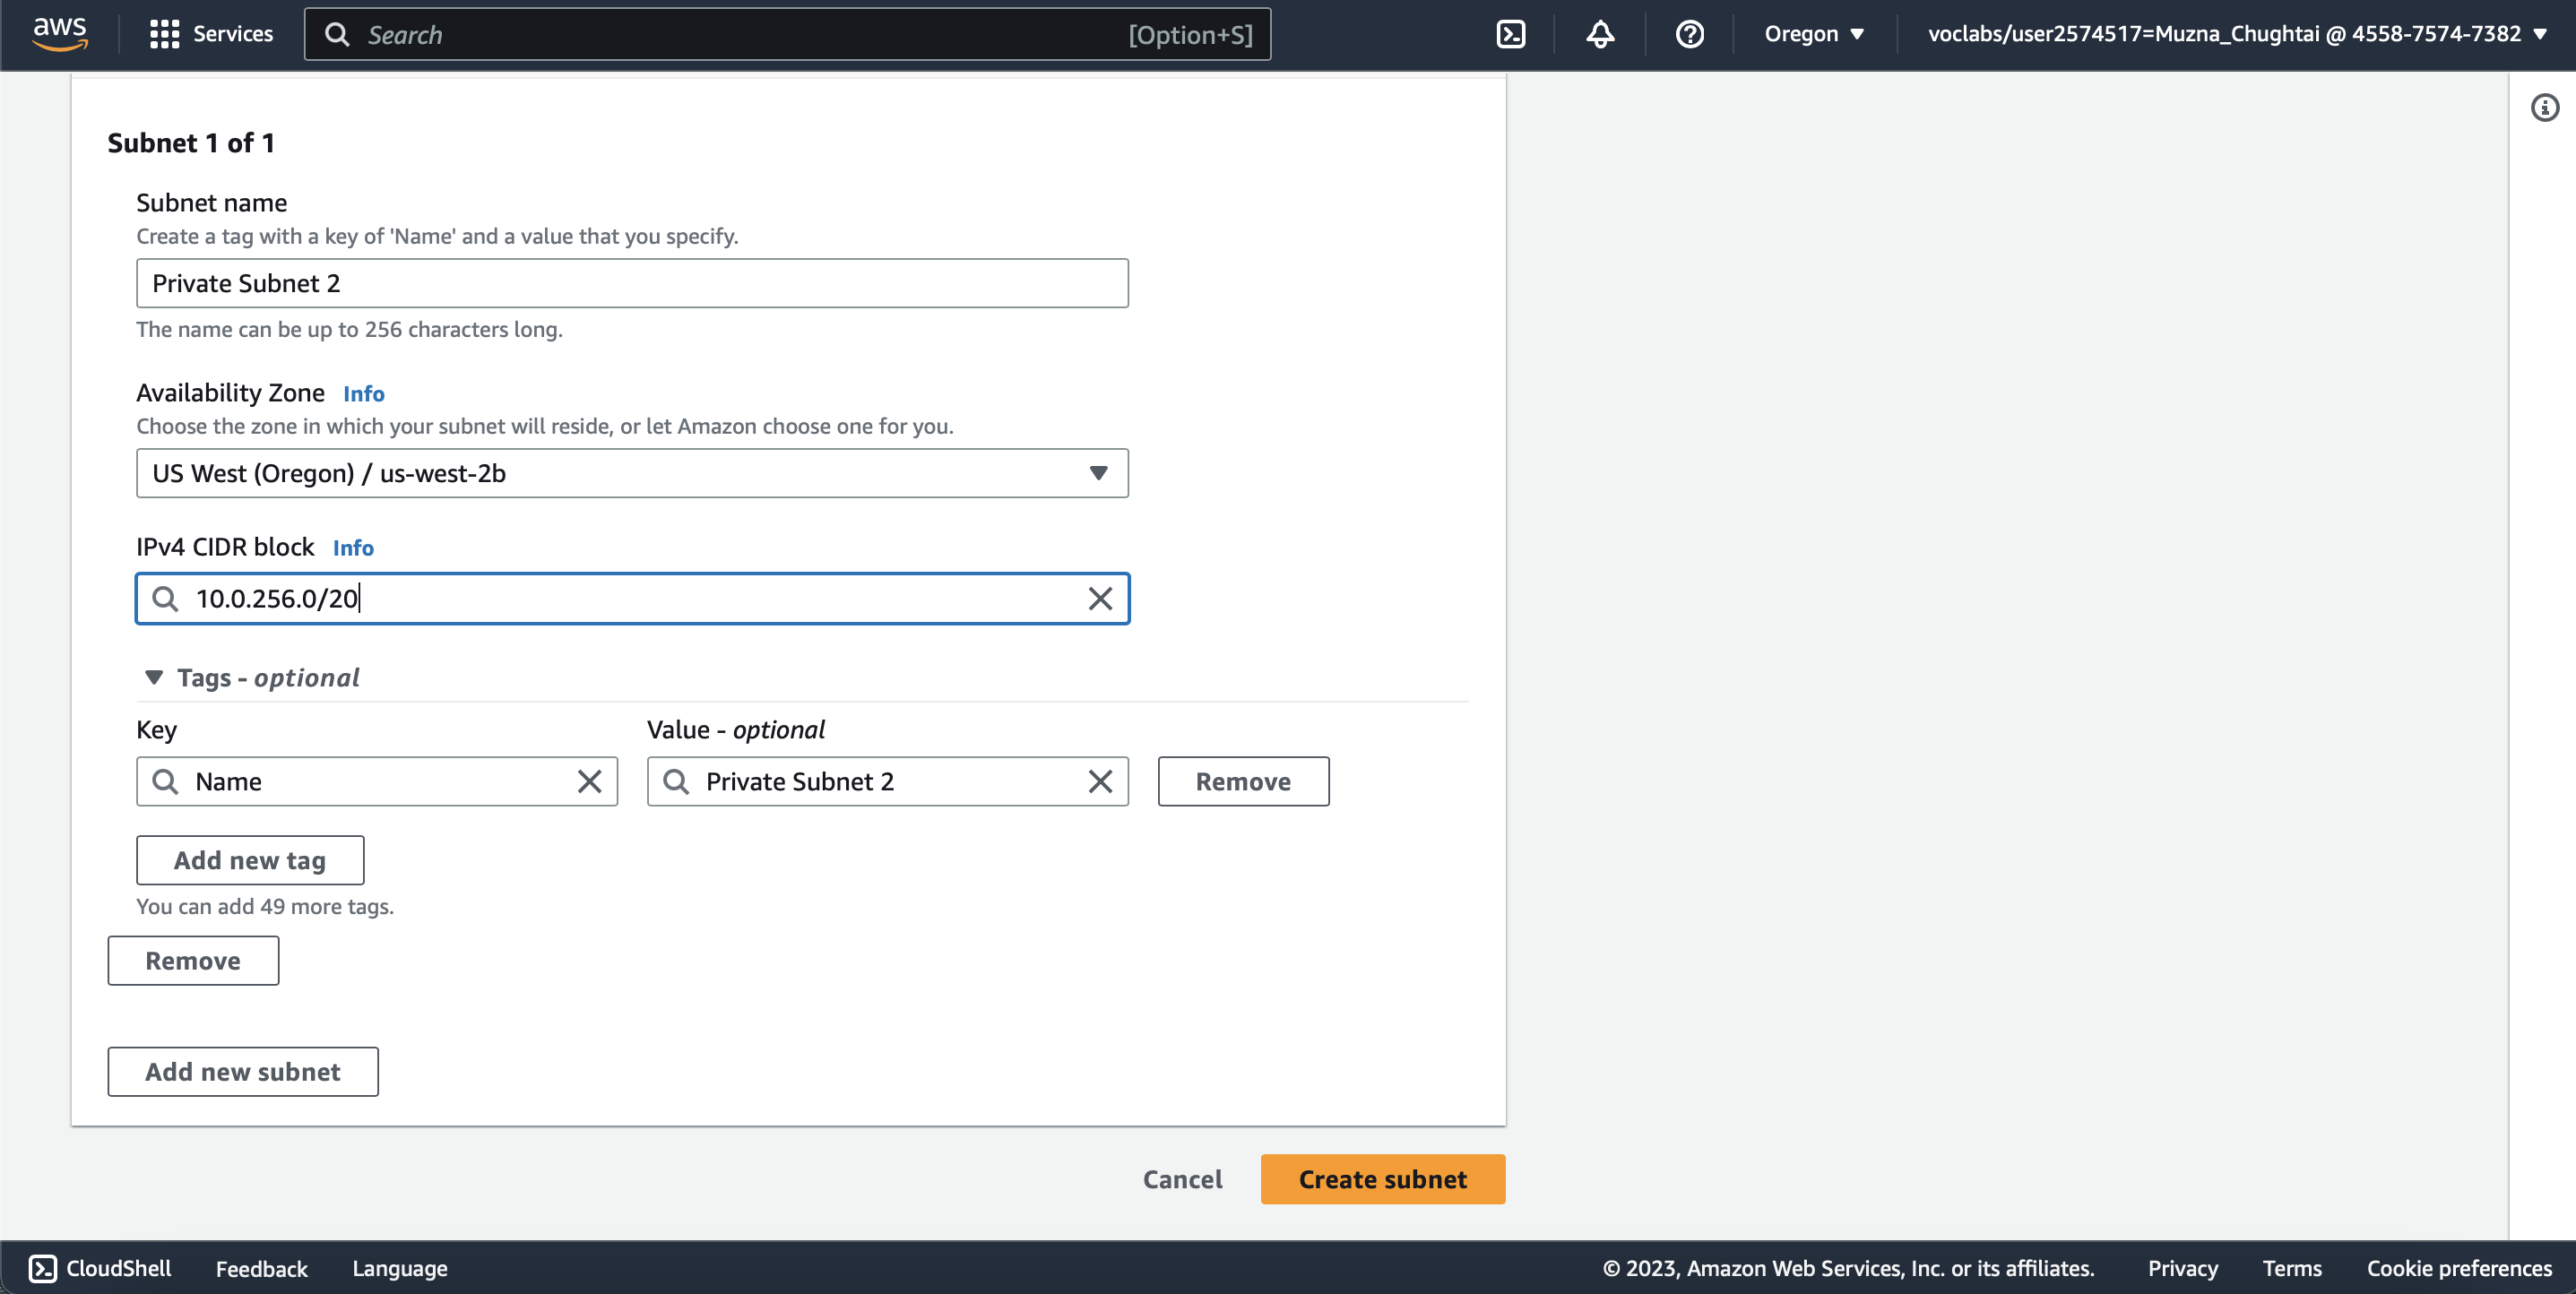 aws Services Search [Option+S] Oregon voclabs/user2574517=Muzna_Chughtai @ 4558-7574-7382
Subnet 1 of 1
Subnet name
Create a tag with a key of 'Name' and a value that you specify.
Private Subnet 2
The name can be up to 256 characters long.
Availability Zone Info
Choose the zone in which your subnet will reside, or let Amazon choose one for you.
US West (Oregon) / us-west-2b
IPv4 CIDR block Info
10.0.256.0/20
Tags - optional
Key Value - optional
Name Private Subnet 2 Remove
Add new tag
You can add 49 more tags.
Remove
Add new subnet
Cancel Create subnet
CloudShell Feedback Language © 2023, Amazon Web Services, Inc. or its affiliates. Privacy Terms Cookie preferences